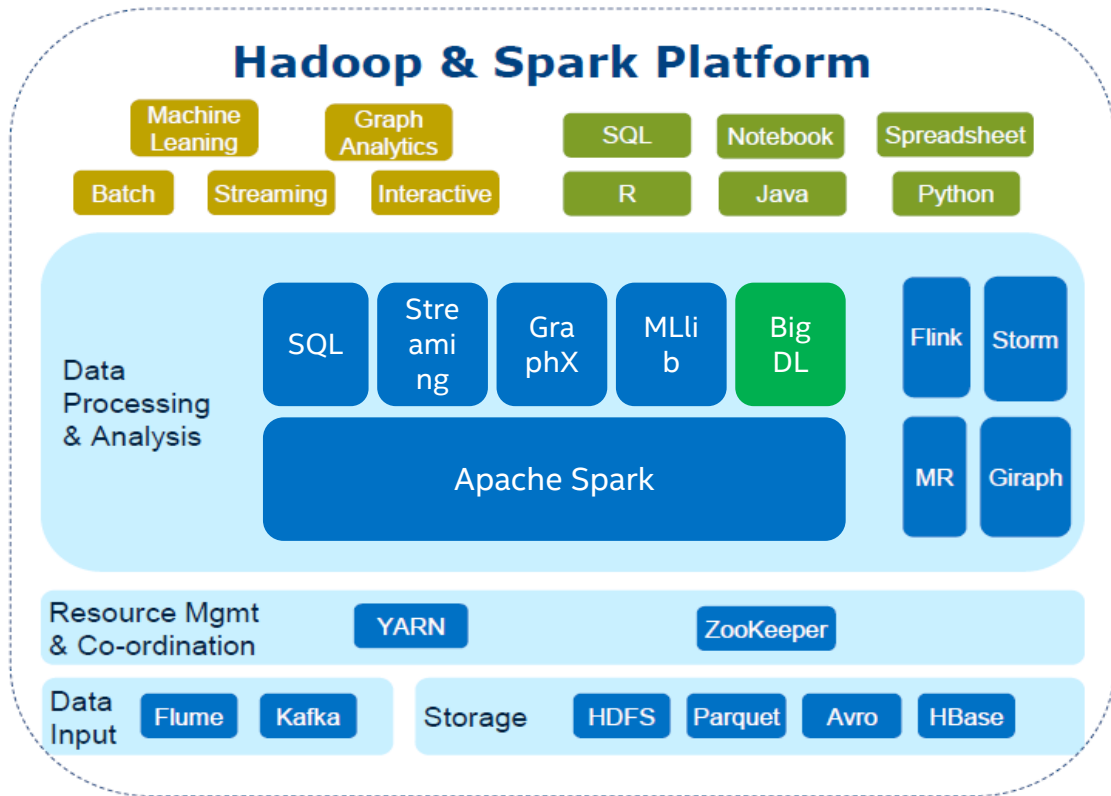 Hadoop & Spark Platform
Machine
Leaning
Graph
Analytics
SQL
Notebook
Spreadsheet
Batch
Streaming
Interactive
R
Java
Python
Data
Processing
& Analysis
SQL
Stre
ami
ng
Gra
phX
MLli
b
Big
DL
Flink
Storm
Apache Spark
MR
Giraph
Resource Mgmt
& Co-ordination
YARN
ZooKeeper
Data
Input
Flume
Kafka
Storage
HDFS
Parquet
Avro
HBase